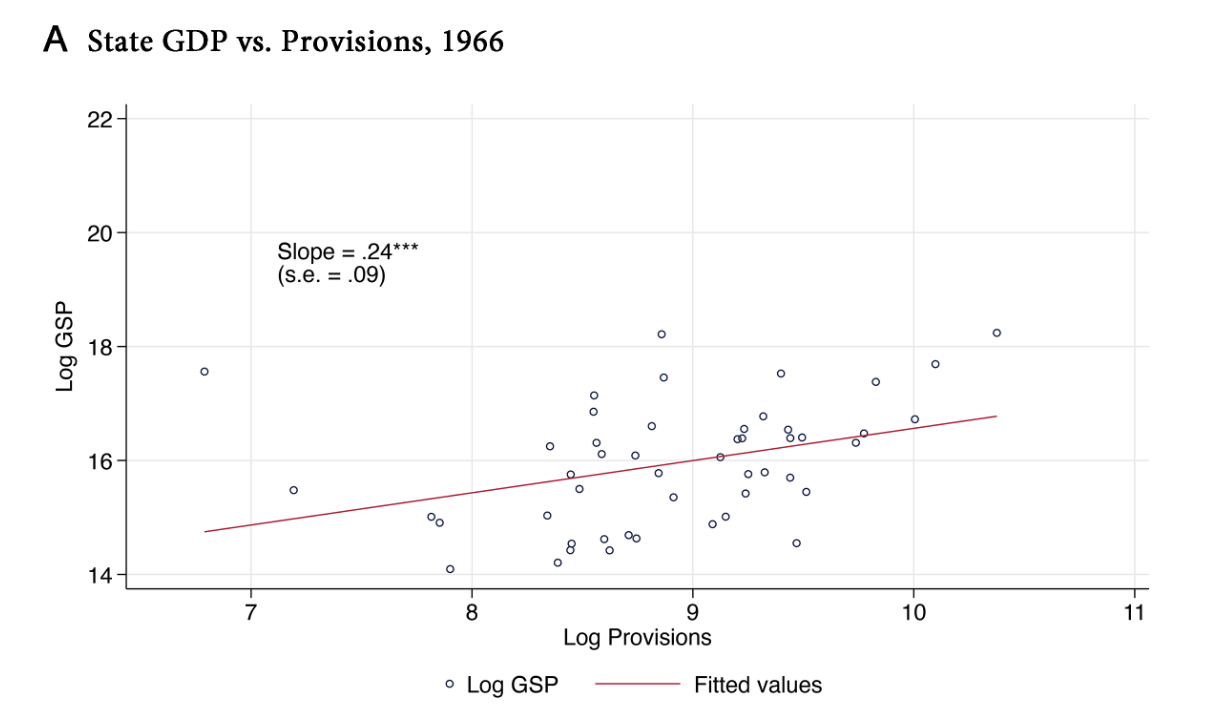 A State GDP vs. Provisions, 1966
22
20
Slope = .24***
(s.e. = .09)
Log GSP
18
16
14
7 8 9 10 11
Log Provisions
Log GSP Fitted values